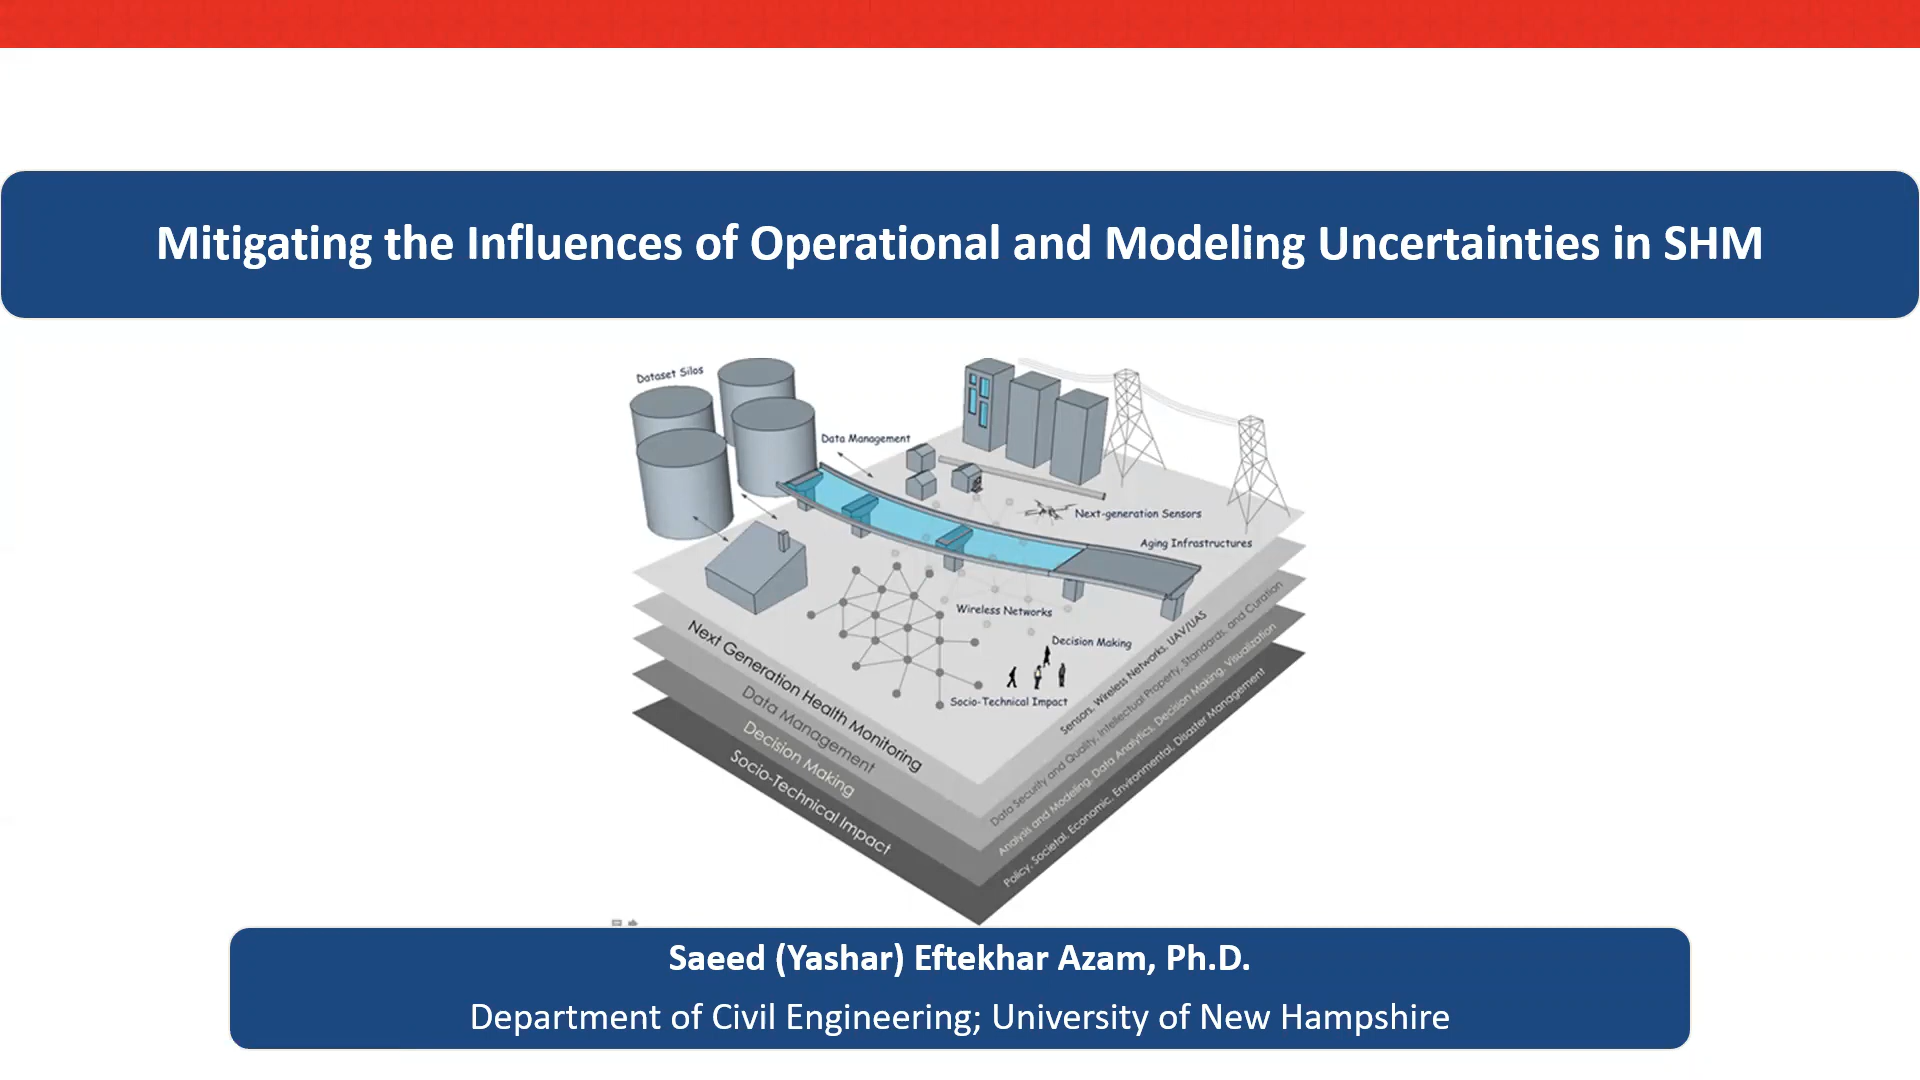 Mitigating the Influences of Operational and Modeling Uncertainties in SHM
Dataset Silos
Data Management
Next-generation Sensors
Aging Infrastructures
Wireless Networks
Decision Making
Socio-Technical Impact
Next Generation Health Monitoring
Data Management
Decision Making
Socio-Technical Impact
Sensors, Wireless Networks, UAV/UAS
Data Security and Quality, Intellectual Property, Standards, and Curation
Analysis and Modeling, Data Analytics, Decision Making, Visualization
Policy, Societal, Economic, Environmental, Disaster Management
Saeed (Yashar) Eftekhar Azam, Ph.D.
Department of Civil Engineering; University of New Hampshire